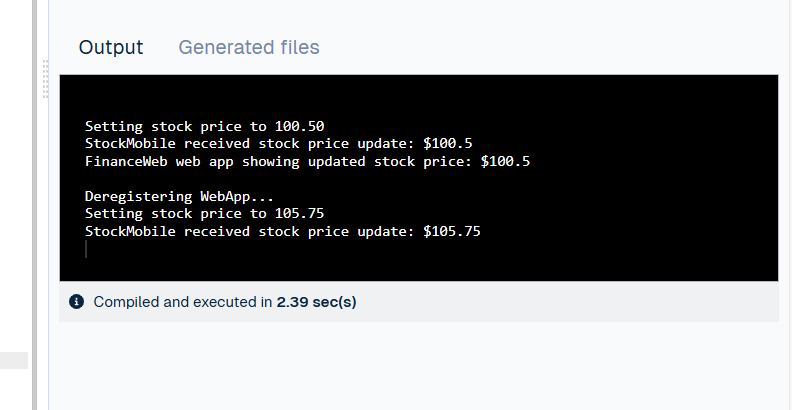 Output Generated files
Setting stock price to 100.50
StockMobile received stock price update: $100.5
FinanceWeb web app showing updated stock price: $100.5
Deregistering WebApp...
Setting stock price to 105.75
StockMobile received stock price update: $105.75
Compiled and executed in 2.39 sec(s)